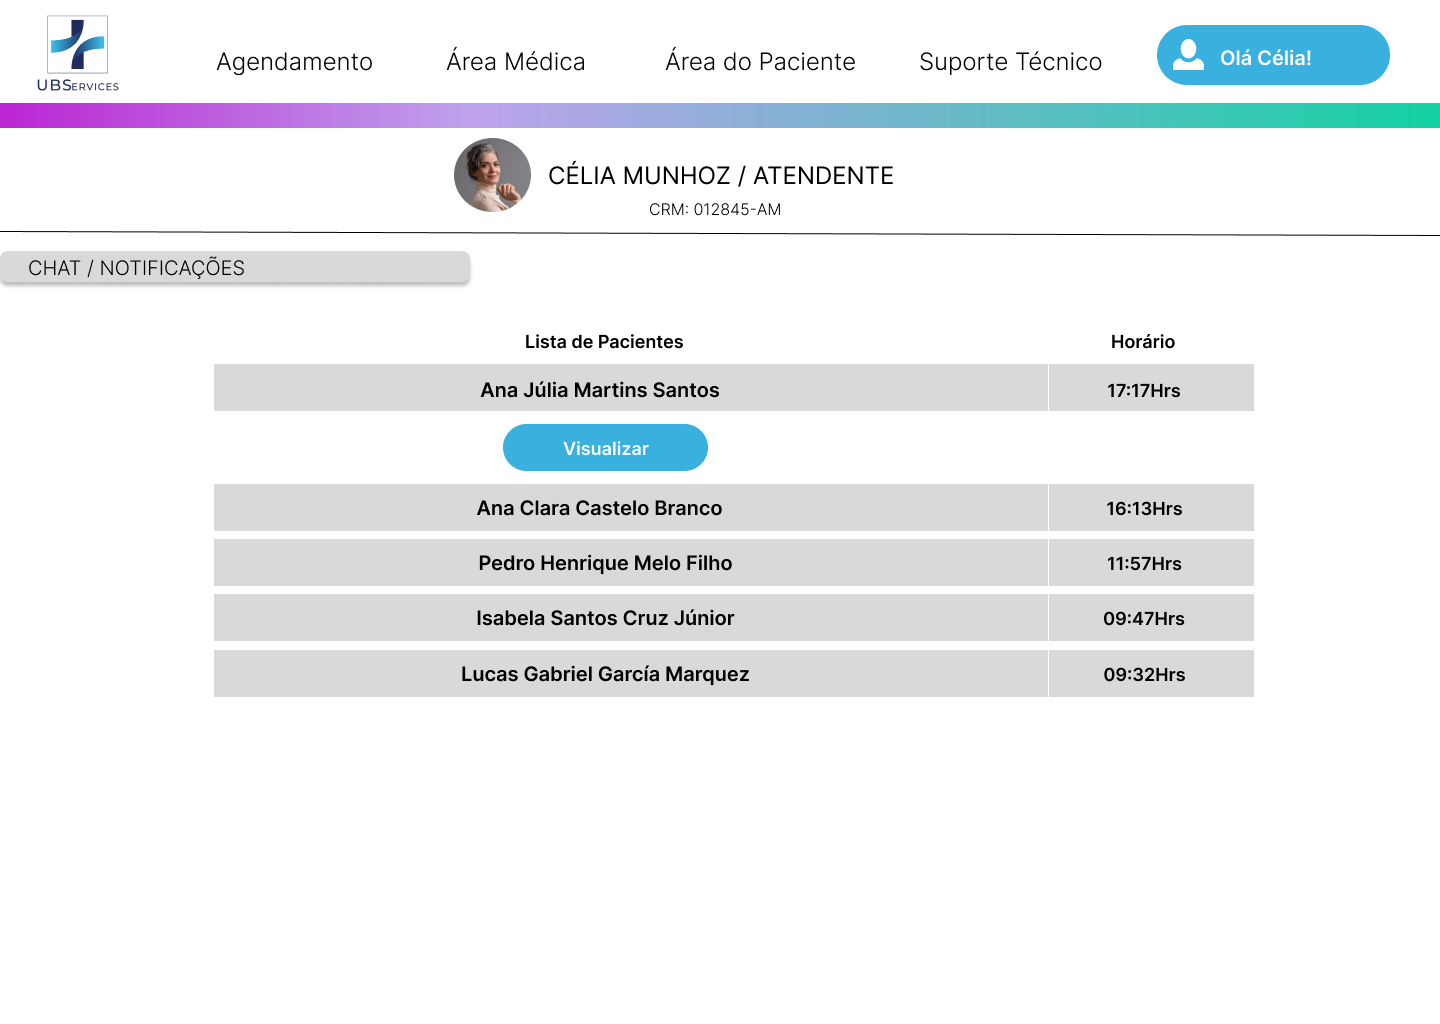 UBServices
Agendamento
Área Médica
Área do Paciente
Suporte Técnico
Olá Célia!
CÉLIA MUNHOZ / ATENDENTE
CRM: 012845-AM
CHAT / NOTIFICAÇÕES
Lista de Pacientes
Horário
Ana Júlia Martins Santos
17:17Hrs
Visualizar
Ana Clara Castelo Branco
16:13Hrs
Pedro Henrique Melo Filho
11:57Hrs
Isabela Santos Cruz Júnior
09:47Hrs
Lucas Gabriel García Marquez
09:32Hrs